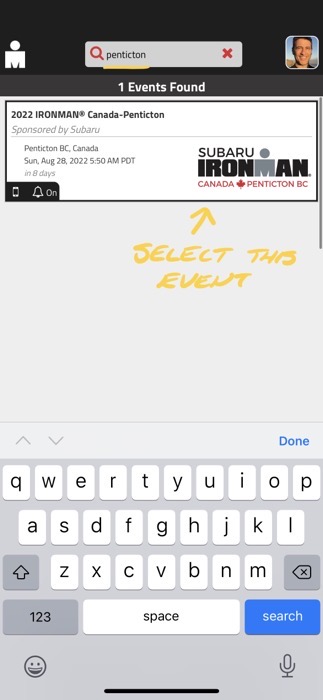 penticton
1 Events Found
2022 IRONMAN® Canada-Penticton
Sponsored by Subaru
Penticton BC, Canada
Sun, Aug 28, 2022 5:50 AM PDT
in 8 days
On
SUBARU
IRONMAN
CANADA PENTICTON BC
SELECT THIS
EVENT
Done
q w e r t y u i o p
a s d f g h j k l
z x c v b n m
123 space search